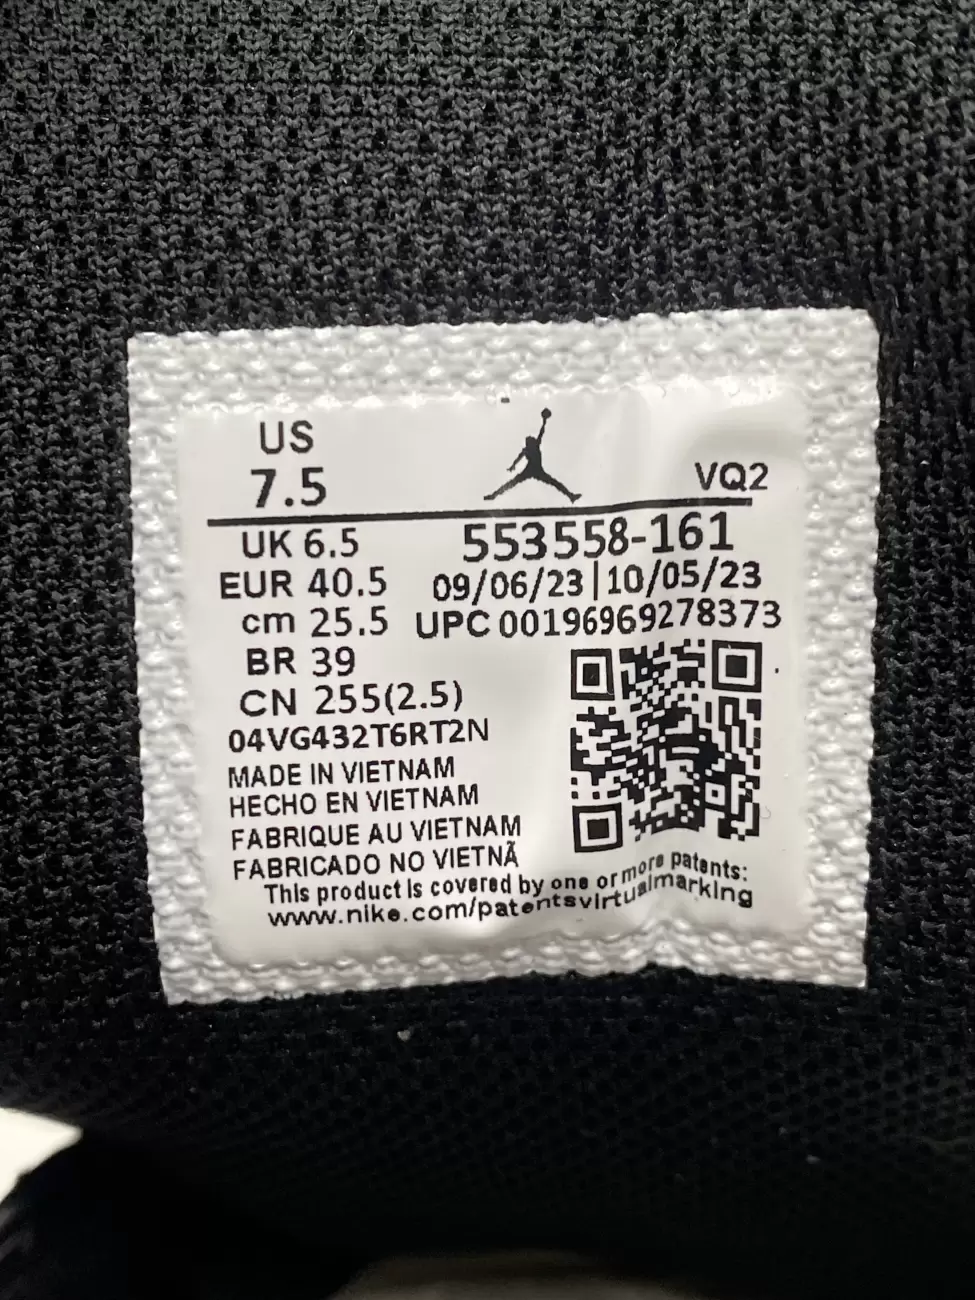 US
7.5
VQ2
UK 6.5
553558-161
EUR 40.5
09/06/23|10/05/23
cm 25.5
UPC 00196969278373
BR 39
CN 255(2.5)
04VG432T6RT2N
MADE IN VIETNAM
HECHO EN VIETNAM
FABRIQUE AU VIETNAM
FABRICADO NO VIETNÃ
This product is covered by one or more patents:
www.nike.com/patentsvirtualmarking